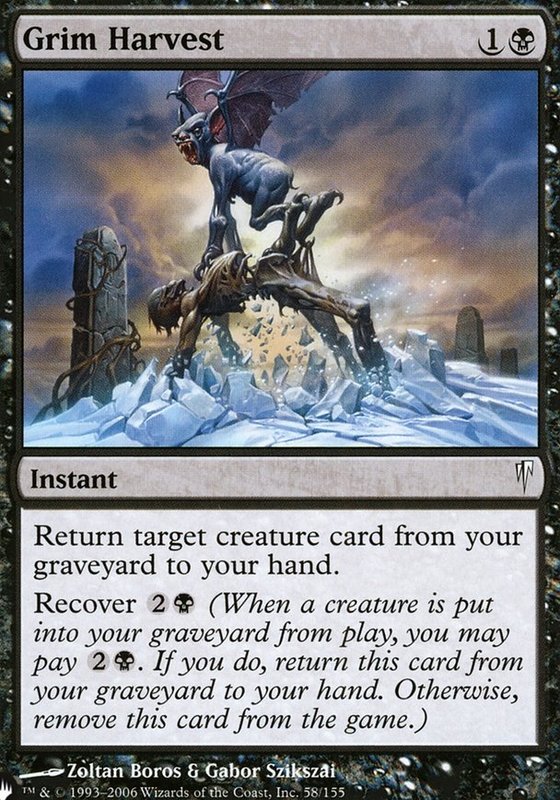 Grim Harvest 1
Instant
Return target creature card from your
graveyard to your hand.
Recover 2 (When a creature is put
into your graveyard from play, you may
pay 2. If you do, return this card from
your graveyard to your hand. Otherwise,
remove this card from the game.)
Zoltan Boros & Gabor Szikszai
™ & © 1993–2006 Wizards of the Coast, Inc. 58/155